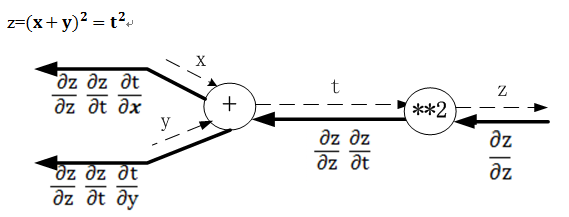 z=(x+y)² = t²↵
x
∂z/∂z ∂z/∂t ∂t/∂x
+
t
**2
z
y
∂z/∂z ∂z/∂t
∂z/∂z
∂z/∂z ∂z/∂t ∂t/∂y